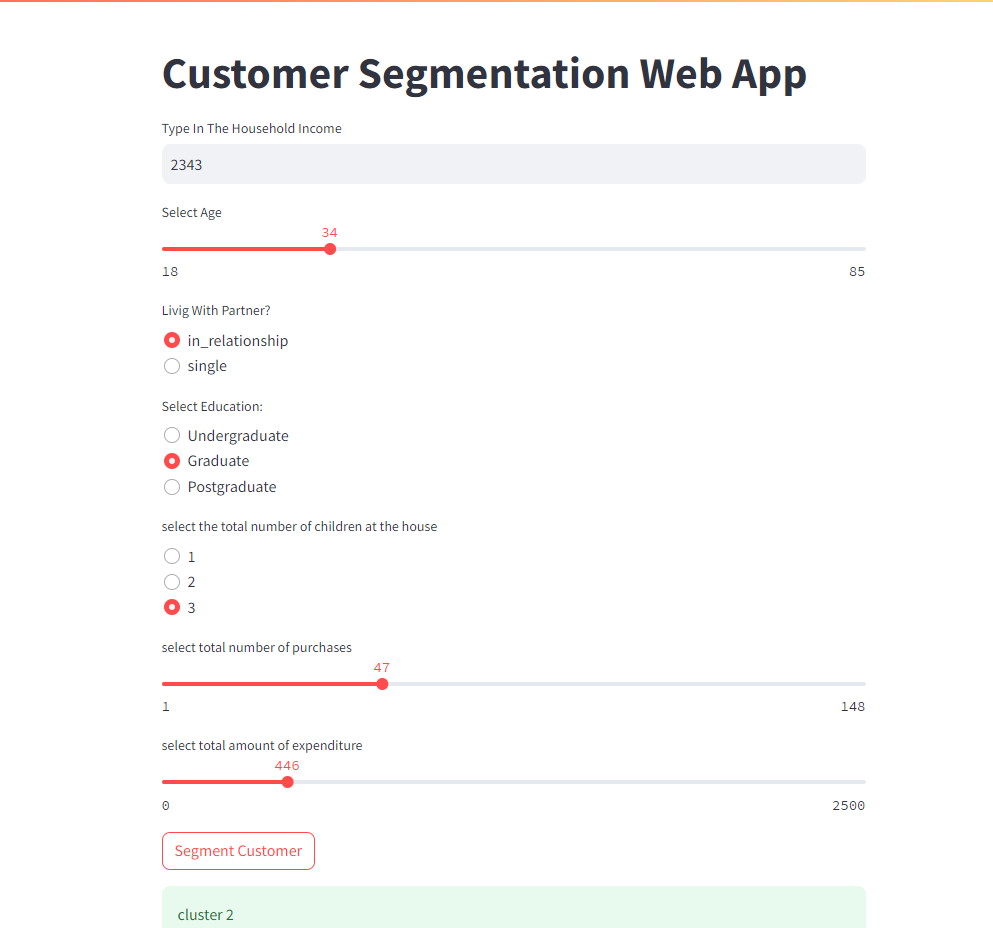 Customer Segmentation Web App
Type In The Household Income
2343
Select Age
34
18 85
Livig With Partner?
in_relationship
single
Select Education:
Undergraduate
Graduate
Postgraduate
select the total number of children at the house
1
2
3
select total number of purchases
47
1 148
select total amount of expenditure
446
0 2500
Segment Customer
cluster 2